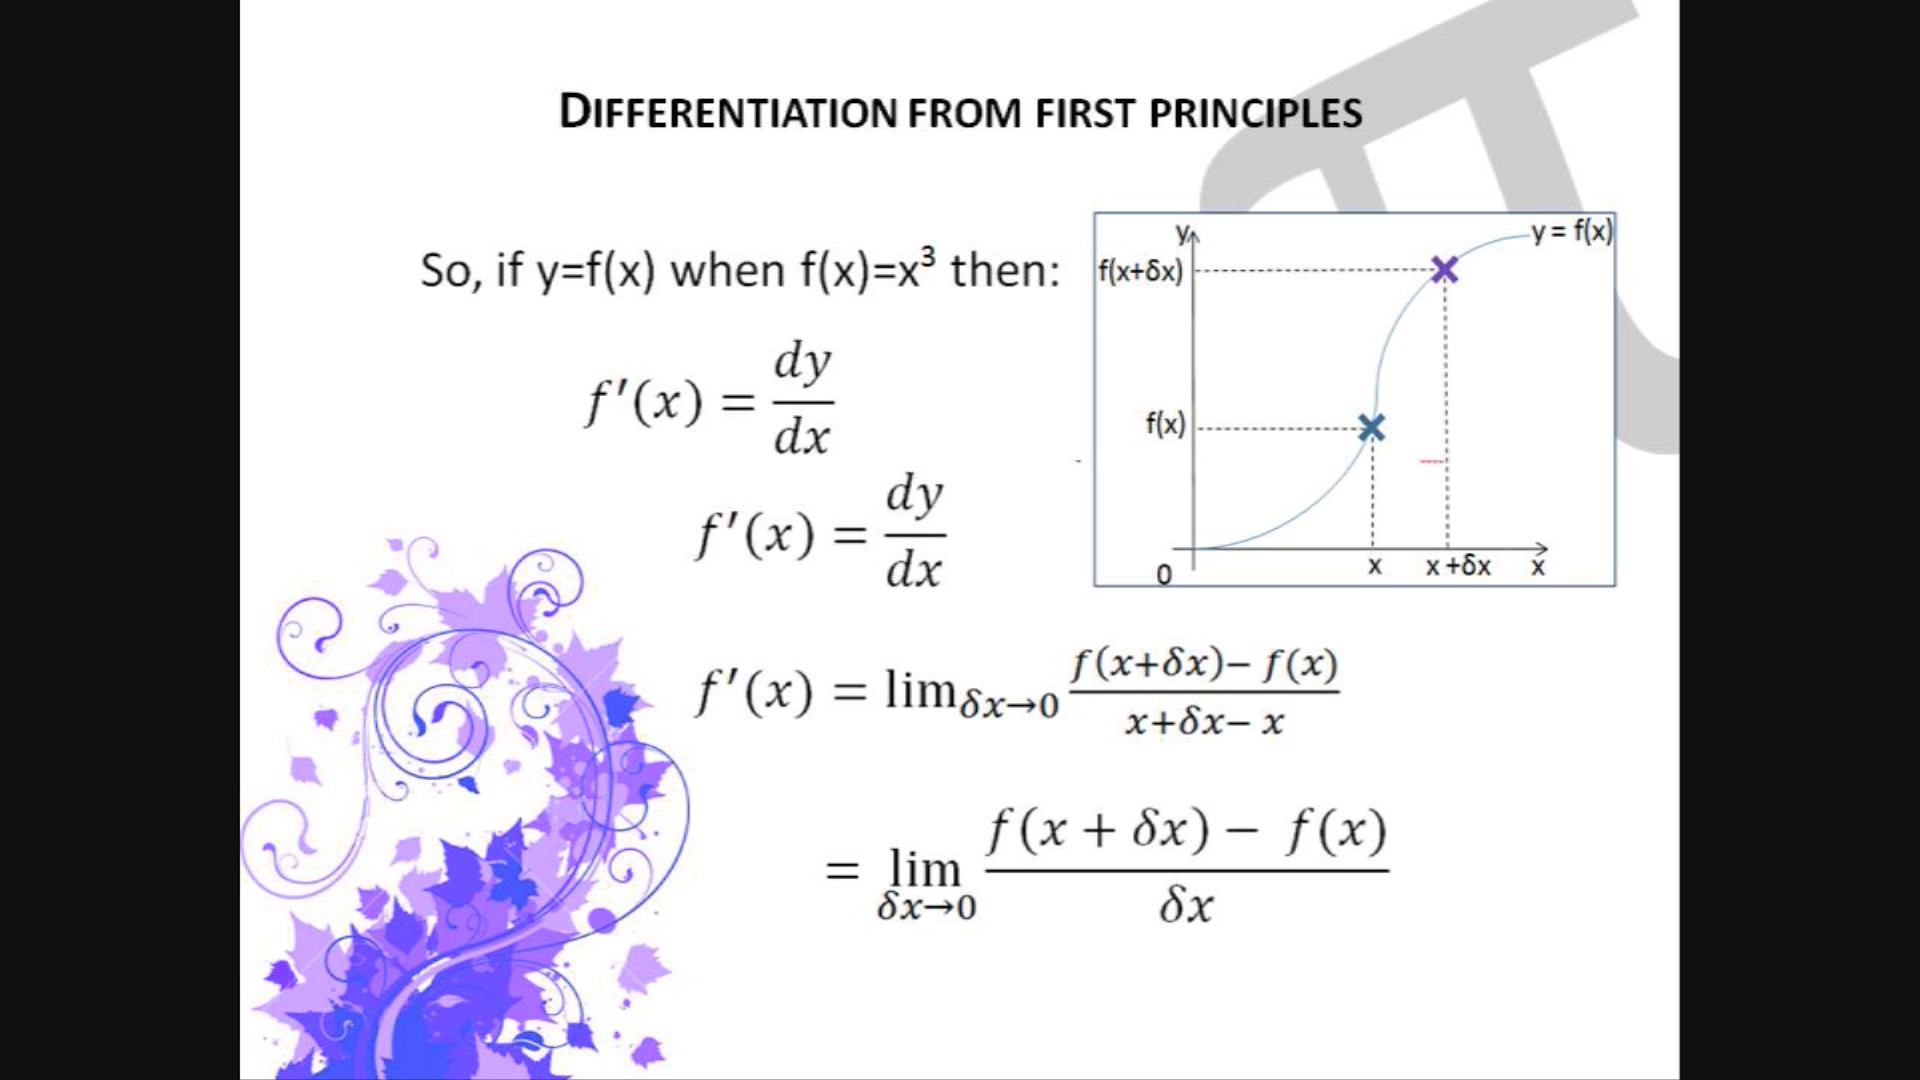 DIFFERENTIATION FROM FIRST PRINCIPLES
So, if y=f(x) when f(x)=x³ then:
f′(x) = dy/dx
f′(x) = dy/dx
f′(x) = lim δx→0 f(x+δx)− f(x) / x+δx− x
= lim δx→0 f(x + δx) − f(x) / δx
y
y = f(x)
f(x+δx)
f(x)
0
x
x +δx
x